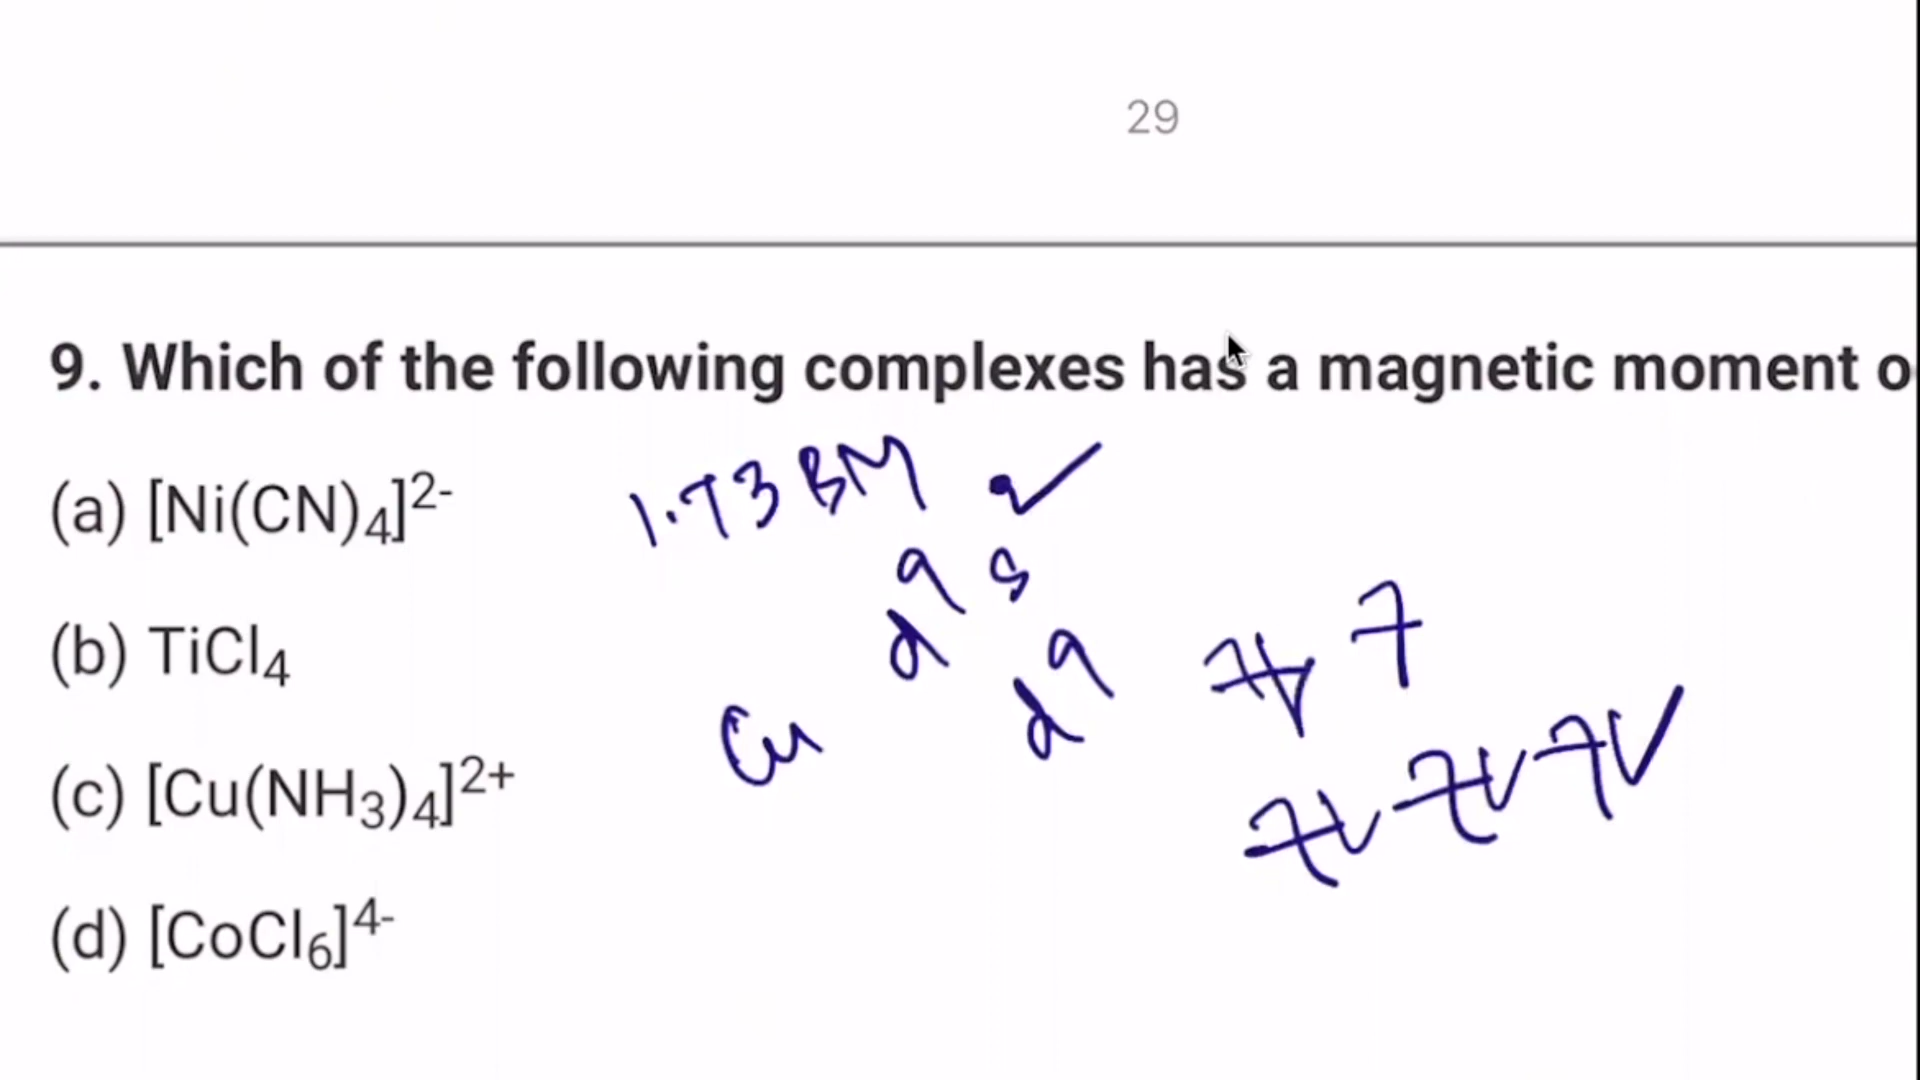 29
9. Which of the following complexes has a magnetic moment o
(a) [Ni(CN)4]2-
1.73 BM
d9 s
(b) TiCl4
Cu
d9
(c) [Cu(NH3)4]2+
(d) [CoCl6]4-